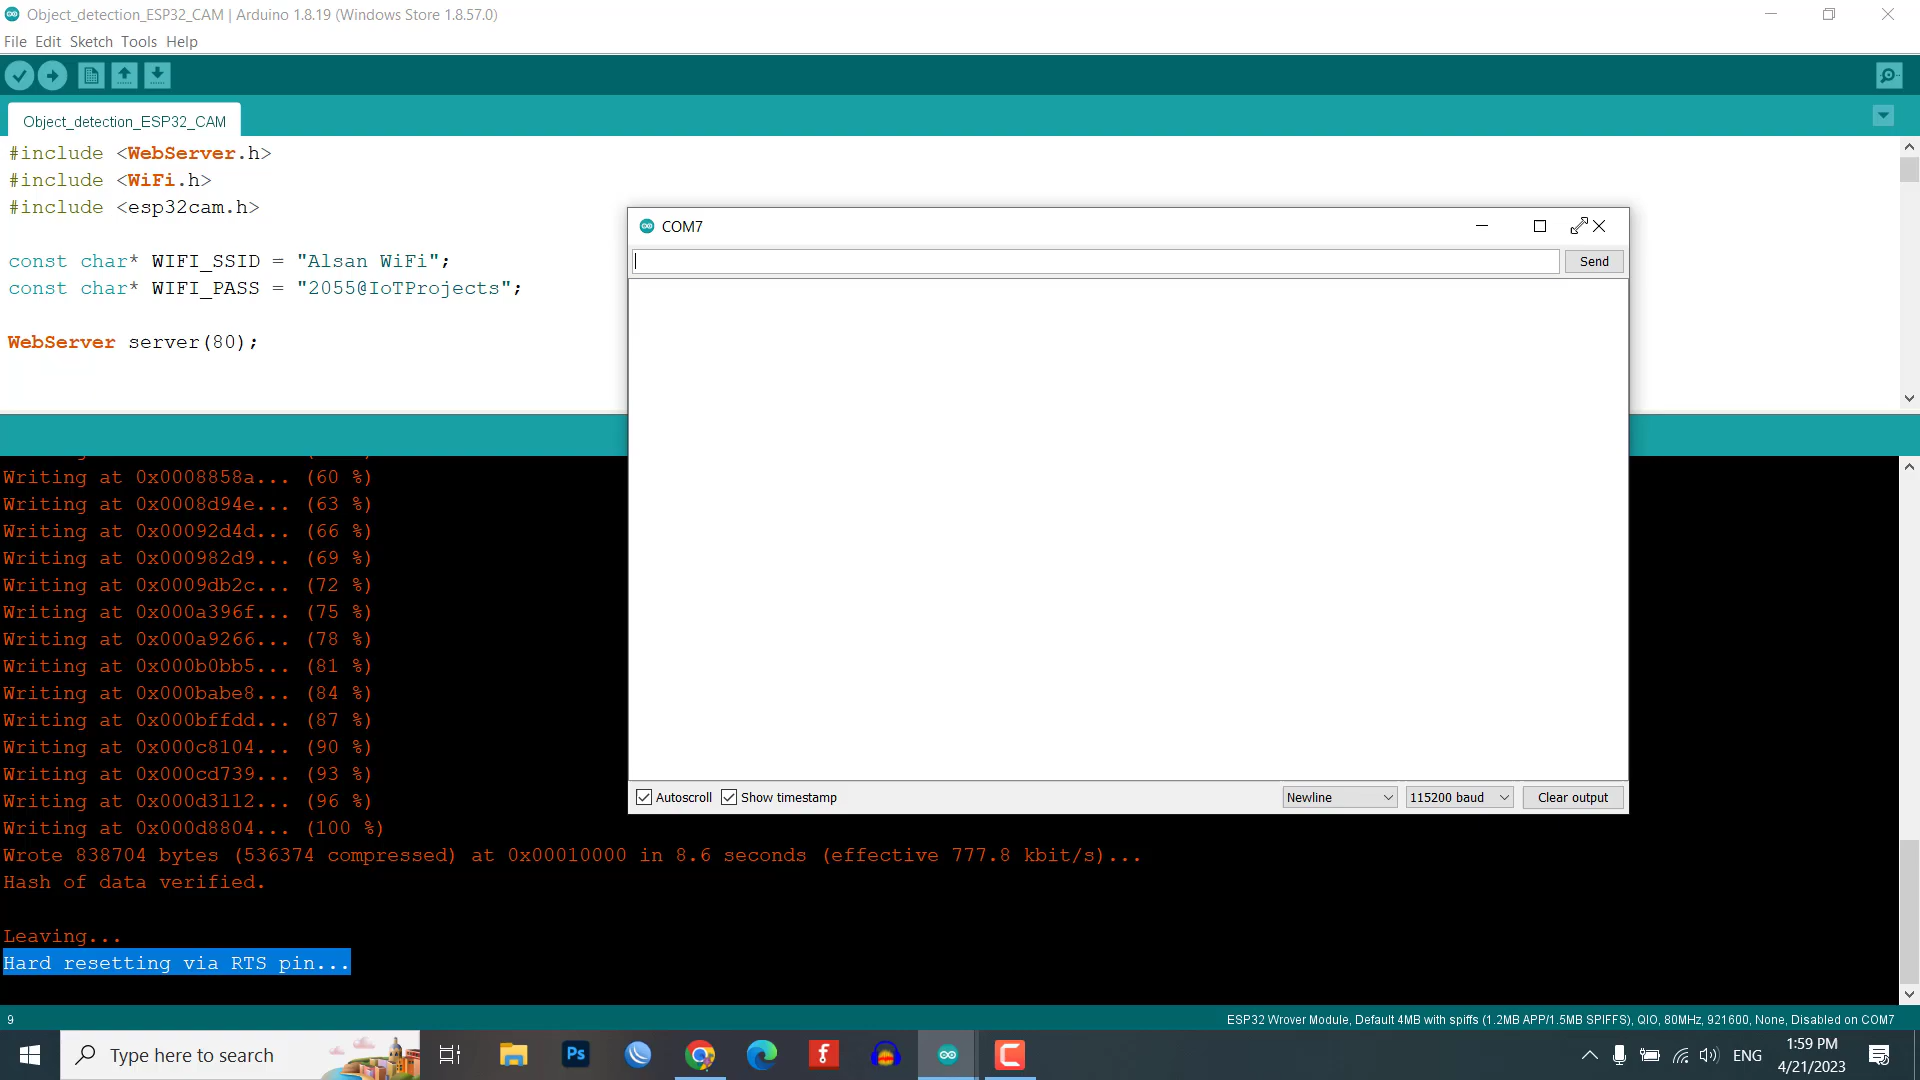 Object_detection_ESP32_CAM | Arduino 1.8.19 (Windows Store 1.8.57.0)
File Edit Sketch Tools Help
Object_detection_ESP32_CAM
#include <WebServer.h>
#include <WiFi.h>
#include <esp32cam.h>
const char* WIFI_SSID = "Alsan WiFi";
const char* WIFI_PASS = "2055@IoTProjects";
WebServer server(80);
COM7
Send
Autoscroll Show timestamp Newline 115200 baud Clear output
Writing at 0x0008858a... (60 %)
Writing at 0x0008d94e... (63 %)
Writing at 0x00092d4d... (66 %)
Writing at 0x000982d9... (69 %)
Writing at 0x0009db2c... (72 %)
Writing at 0x000a396f... (75 %)
Writing at 0x000a9266... (78 %)
Writing at 0x000b0bb5... (81 %)
Writing at 0x000babe8... (84 %)
Writing at 0x000bffdd... (87 %)
Writing at 0x000c8104... (90 %)
Writing at 0x000cd739... (93 %)
Writing at 0x000d3112... (96 %)
Writing at 0x000d8804... (100 %)
Wrote 838704 bytes (536374 compressed) at 0x00010000 in 8.6 seconds (effective 777.8 kbit/s)...
Hash of data verified.
Leaving...
Hard resetting via RTS pin...
9 ESP32 Wrover Module, Default 4MB with spiffs (1.2MB APP/1.5MB SPIFFS), QIO, 80MHz, 921600, None, Disabled on COM7
Type here to search
Ps
ENG
1:59 PM
4/21/2023